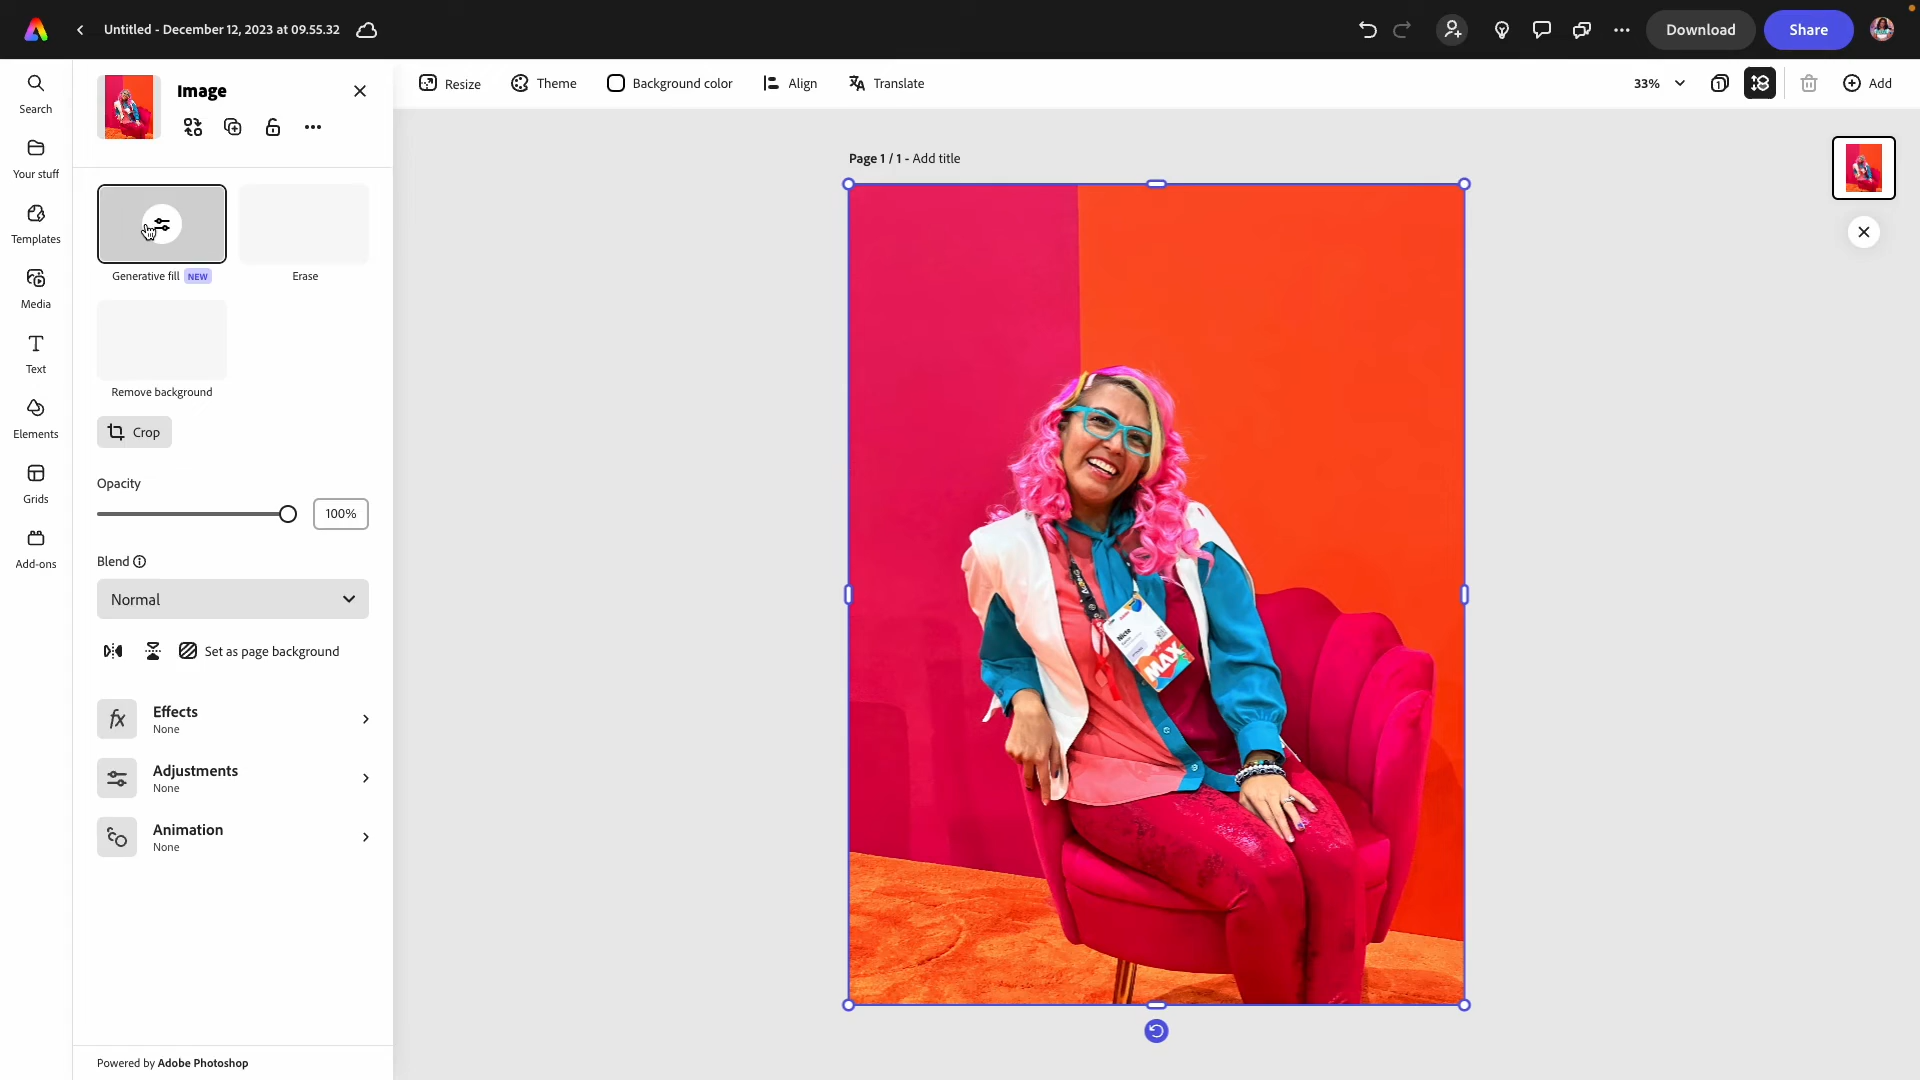 Untitled - December 12, 2023 at 09.55.32
Download
Share
Search
Your stuff
Templates
Media
Text
Elements
Grids
Add-ons
Image
Generative fill NEW
Erase
Remove background
Crop
Opacity
100%
Blend
Normal
Set as page background
fx Effects
None
Adjustments
None
Animation
None
Powered by Adobe Photoshop
Resize
Theme
Background color
Align
Translate
33%
1
Add
Page 1 / 1 - Add title
Nicte
MAX